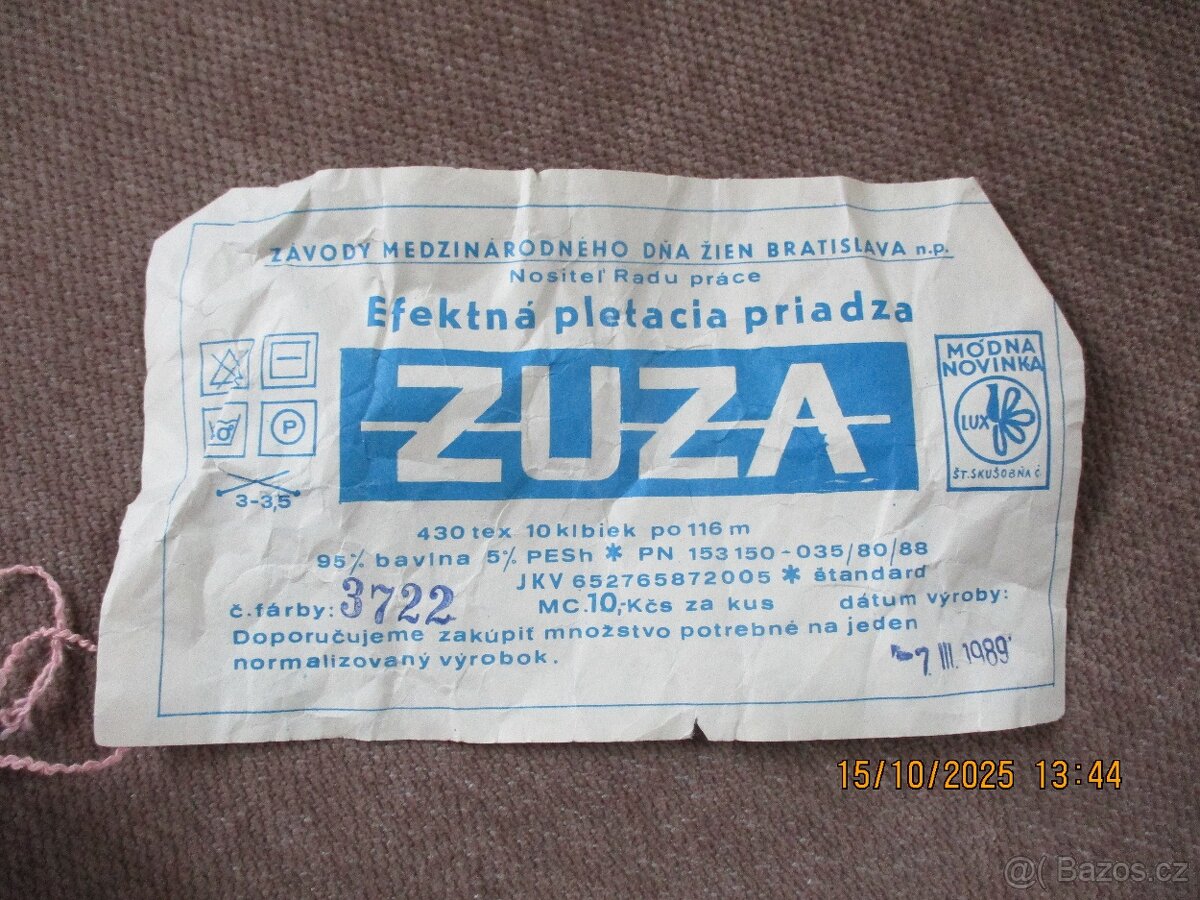 ZÁVODY MEDZINÁRODNÉHO DŇA ŽIEN BRATISLAVA n.p.
Nositeľ Radu práce
Efektná pletacia priadza
ZUZA
P
3-3,5
MÓDNA
NOVINKA
LUX
ŠT.SKUŠOBŇA Č.
430 tex 10 klbiek po 116 m
95% bavlna 5% PESh * PN 153 150 - 035/80/88
JKV 652765872005 * štandard
č.fárby: 3722 MC.10,-Kčs za kus dátum výroby:
Doporučujeme zakúpiť množstvo potrebné na jeden
normalizovaný výrobok.
-7. III. 1989
15/10/2025 13:44
@( Bazos.cz